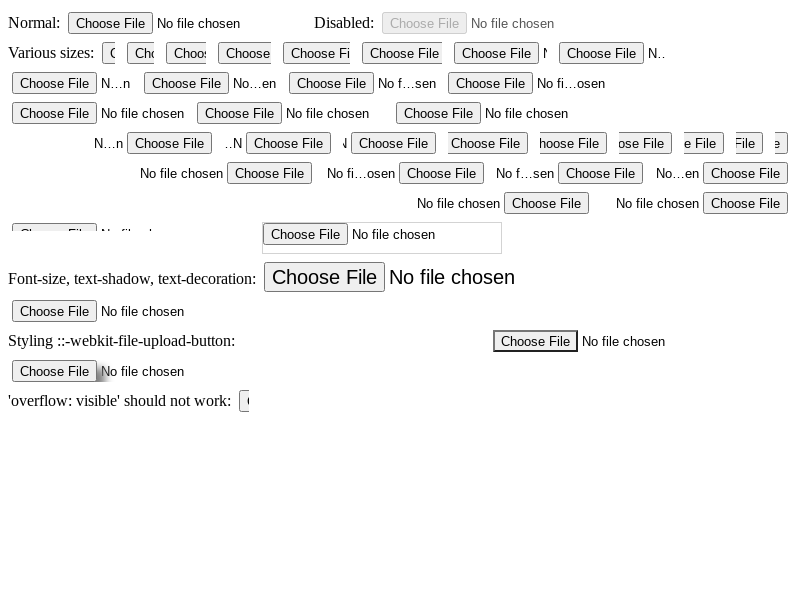 Normal: Choose File No file chosen Disabled: Choose File No file chosen
Various sizes: C Cho Choos Choose Choose Fi Choose File Choose File N Choose File N..
Choose File N...n Choose File No...en Choose File No f...sen Choose File No fi...osen
Choose File No file chosen Choose File No file chosen Choose File No file chosen
N...n Choose File ..N Choose File N Choose File Choose File hoose File ose File e File File e
No file chosen Choose File No fi...osen Choose File No f...sen Choose File No...en Choose File
No file chosen Choose File No file chosen Choose File
Choose File No file chosen
Font-size, text-shadow, text-decoration: Choose File No file chosen
Choose File No file chosen
Styling ::-webkit-file-upload-button: Choose File No file chosen
Choose File No file chosen
'overflow: visible' should not work: